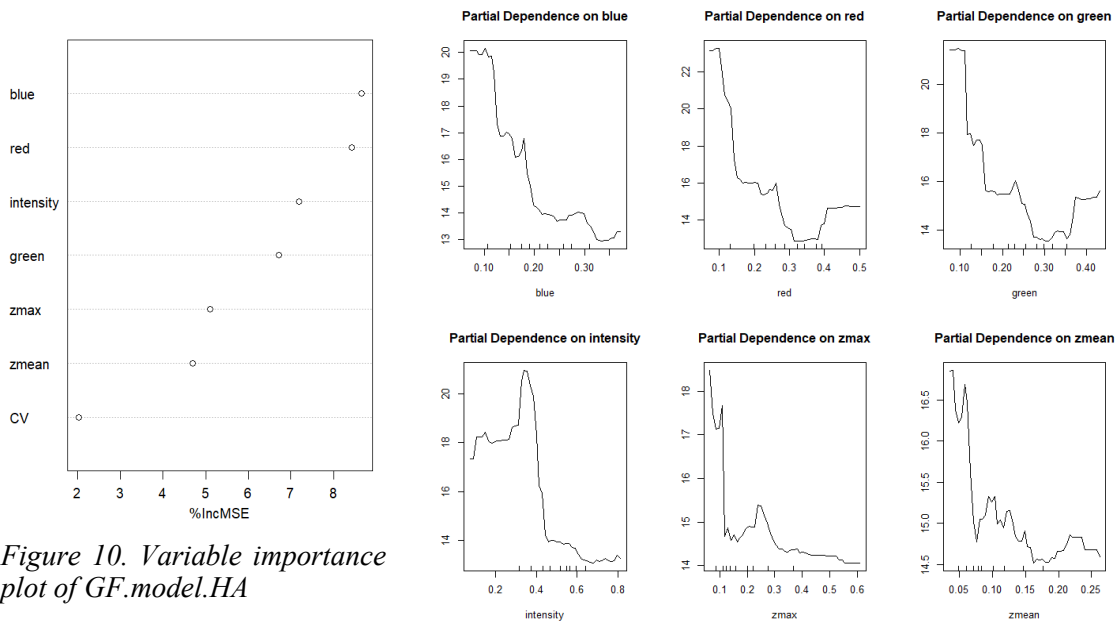 blue
red
intensity
green
zmax
zmean
CV
2 3 4 5 6 7 8
%IncMSE
Figure 10. Variable importance
plot of GF.model.HA
Partial Dependence on blue
20
19
18
17
16
15
14
13
0.10 0.20 0.30
blue
Partial Dependence on red
22
20
18
16
14
0.1 0.2 0.3 0.4 0.5
red
Partial Dependence on green
20
18
16
14
0.10 0.20 0.30 0.40
green
Partial Dependence on intensity
20
18
16
14
0.2 0.4 0.6 0.8
intensity
Partial Dependence on zmax
18
17
16
15
14
0.1 0.2 0.3 0.4 0.5 0.6
zmax
Partial Dependence on zmean
16.5
16.0
15.5
15.0
14.5
0.05 0.10 0.15 0.20 0.25
zmean